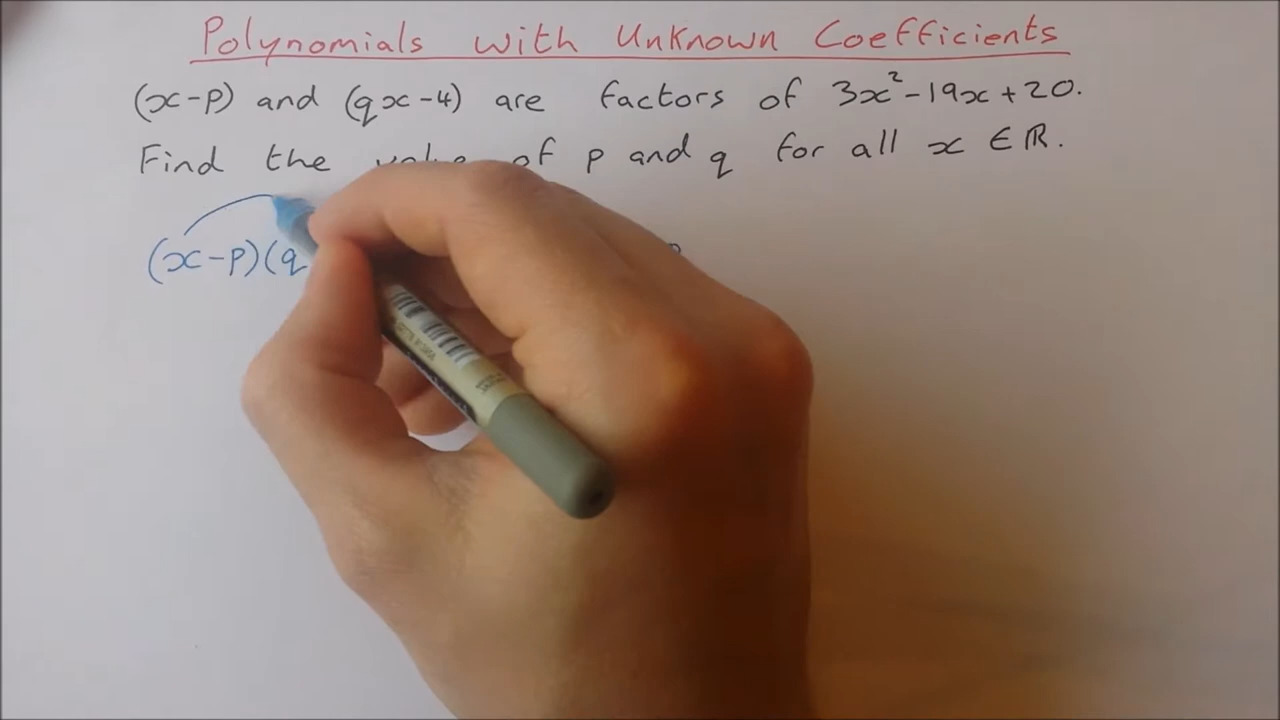 Polynomials with Unknown Coefficients
(x-p) and (qx-4) are factors of 3x²-19x+20.
Find the value of p and q for all x ∈ ℝ.
(x-p)(q